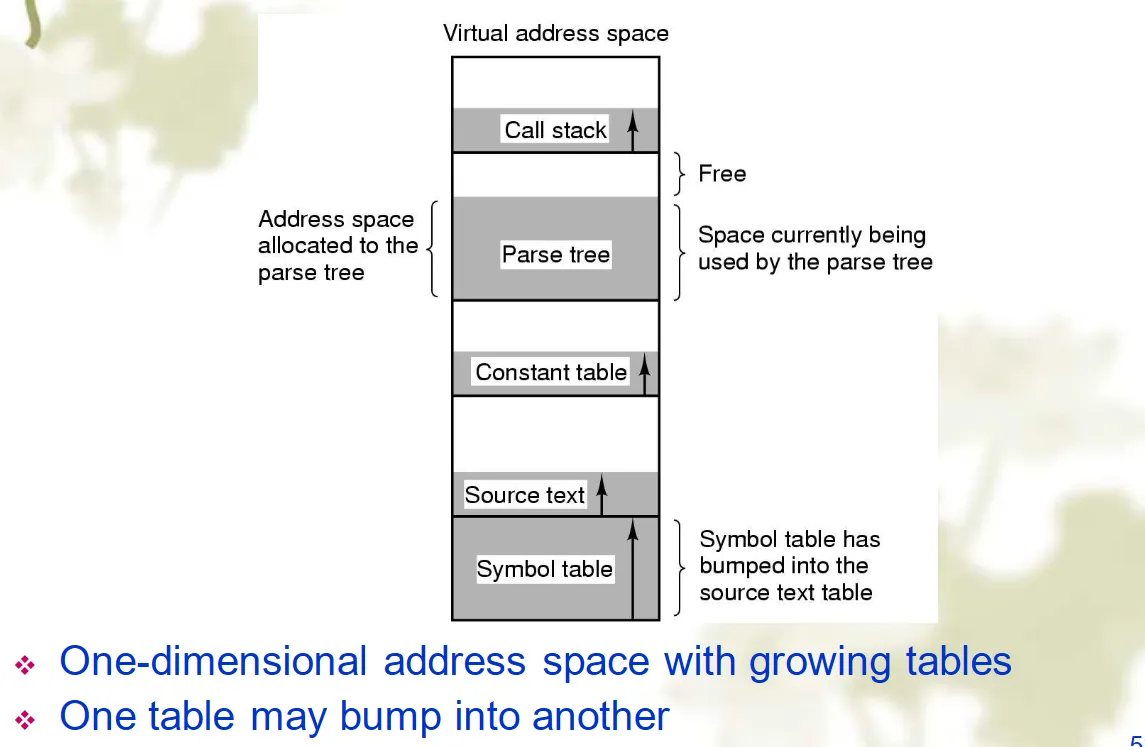 Virtual address space
Call stack
Free
Address space
allocated to the
parse tree
Parse tree
Space currently being
used by the parse tree
Constant table
Source text
Symbol table
Symbol table has
bumped into the
source text table
One-dimensional address space with growing tables
One table may bump into another
5